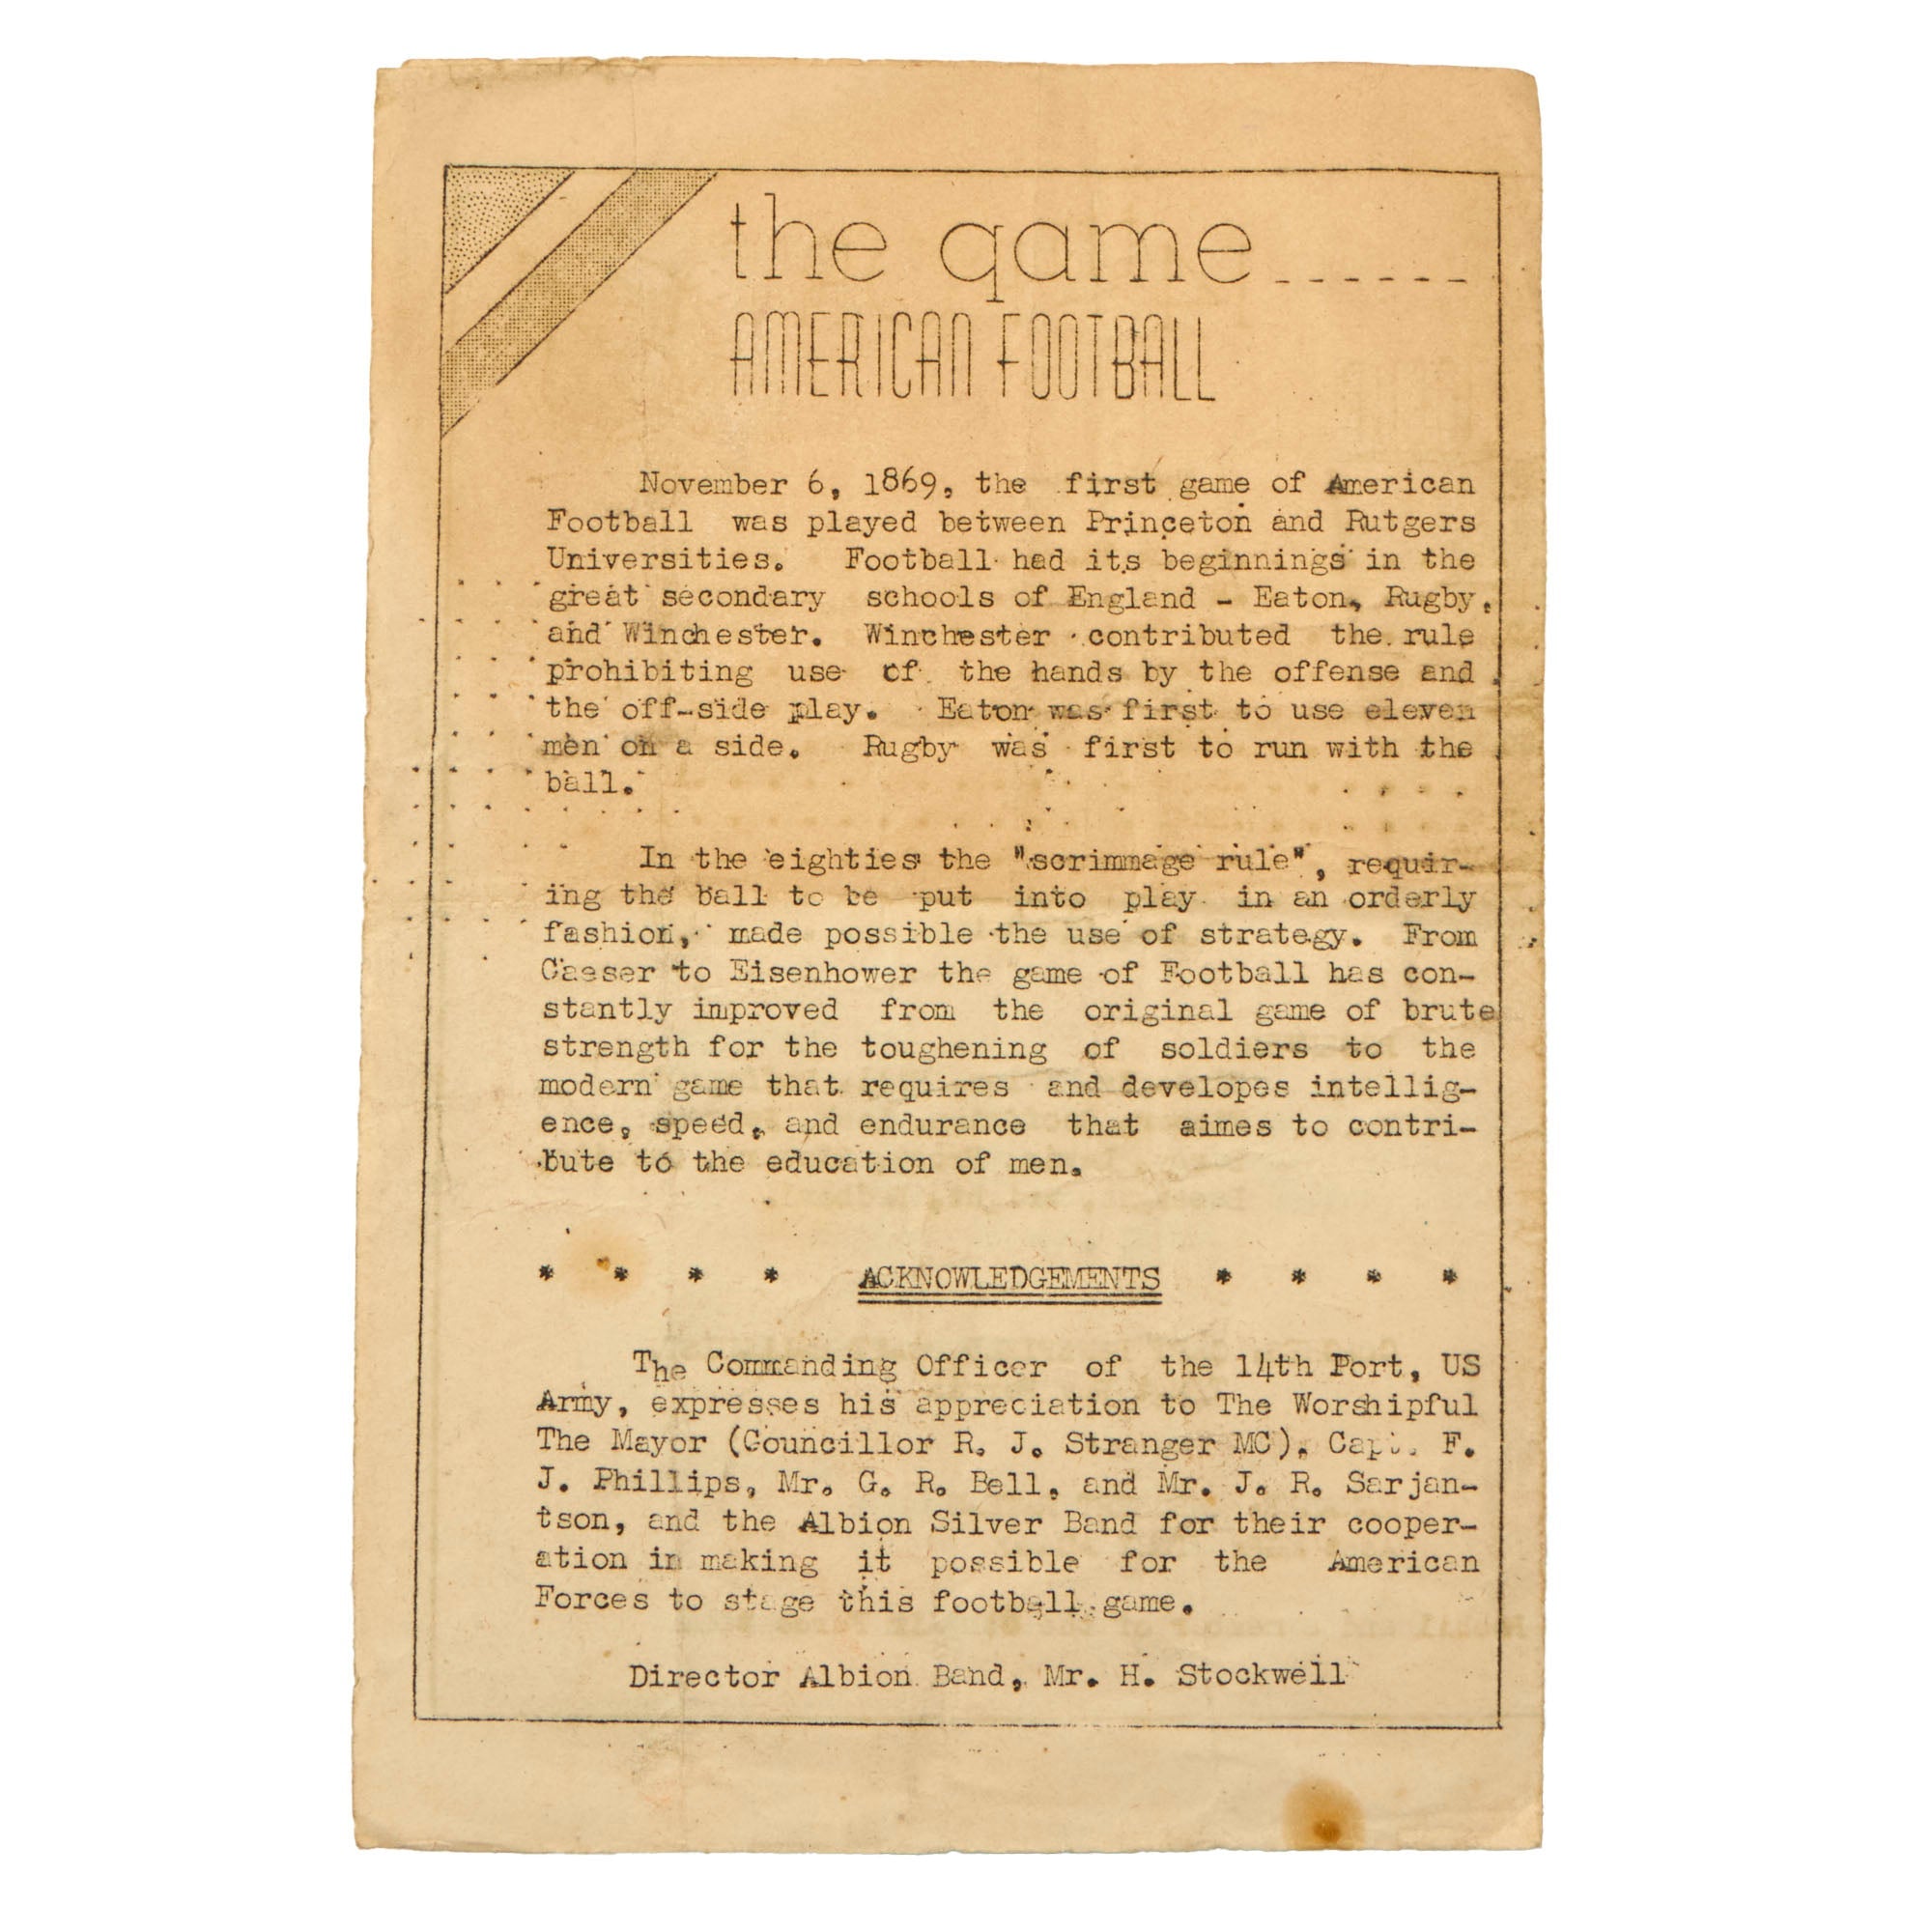 the game ------
AMERICAN FOOTBALL
November 6, 1869, the first game of American
Football was played between Princeton and Rutgers
Universities. Football had its beginnings in the
great secondary schools of England - Eaton, Rugby,
and Winchester. Winchester contributed the rule
prohibiting use of the hands by the offense and
the off-side play. Eaton was first to use eleven
men on a side. Rugby was first to run with the
ball.
In the eighties the "scrimmage rule", requir-
ing the ball to be put into play in an orderly
fashion, made possible the use of strategy. From
Caeser to Eisenhower the game of Football has con-
stantly improved from the original game of brute
strength for the toughening of soldiers to the
modern game that requires and developes intellig-
ence, speed, and endurance that aimes to contri-
bute to the education of men.
* * * * ACKNOWLEDGEMENTS * * * *
The Commanding Officer of the 14th Port, US
Army, expresses his appreciation to The Worshipful
The Mayor (Councillor R. J. Stranger MC), Capt. F.
J. Phillips, Mr. G. R. Bell, and Mr. J. R. Sarjan-
tson, and the Albion Silver Band for their cooper-
ation in making it possible for the American
Forces to stage this football game.
Director Albion Band, Mr. H. Stockwell